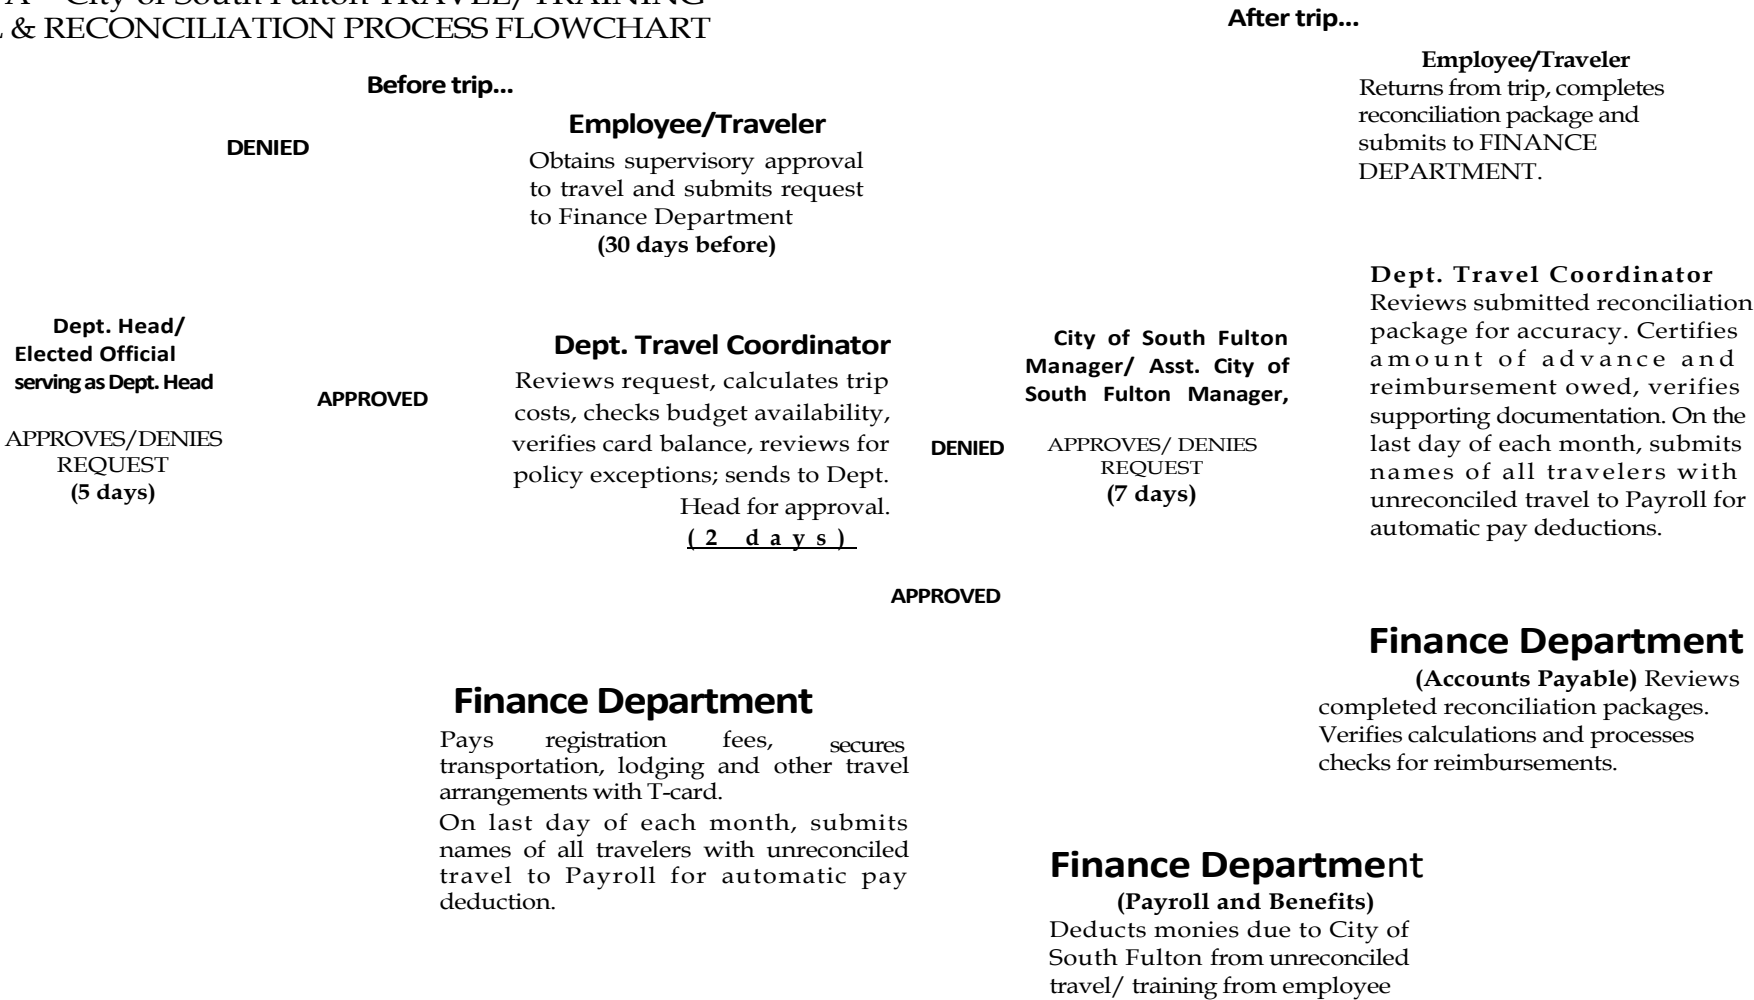 A – City of South Fulton TRAVEL/TRAINING
& RECONCILIATION PROCESS FLOWCHART
Before trip...
DENIED
Employee/Traveler
Obtains supervisory approval
to travel and submits request
to Finance Department
(30 days before)
Dept. Head/
Elected Official
serving as Dept. Head
APPROVES/DENIES
REQUEST
(5 days)
APPROVED
Dept. Travel Coordinator
Reviews request, calculates trip
costs, checks budget availability,
verifies card balance, reviews for
policy exceptions; sends to Dept.
Head for approval.
(2 days)
DENIED
City of South Fulton
Manager/ Asst. City of
South Fulton Manager,
APPROVES/ DENIES
REQUEST
(7 days)
APPROVED
Finance Department
Pays registration fees, secures
transportation, lodging and other travel
arrangements with T-card.
On last day of each month, submits
names of all travelers with unreconciled
travel to Payroll for automatic pay
deduction.
After trip...
Employee/Traveler
Returns from trip, completes
reconciliation package and
submits to FINANCE
DEPARTMENT.
Dept. Travel Coordinator
Reviews submitted reconciliation
package for accuracy. Certifies
amount of advance and
reimbursement owed, verifies
supporting documentation. On the
last day of each month, submits
names of all travelers with
unreconciled travel to Payroll for
automatic pay deductions.
Finance Department
(Accounts Payable) Reviews
completed reconciliation packages.
Verifies calculations and processes
checks for reimbursements.
Finance Department
(Payroll and Benefits)
Deducts monies due to City of
South Fulton from unreconciled
travel/ training from employee